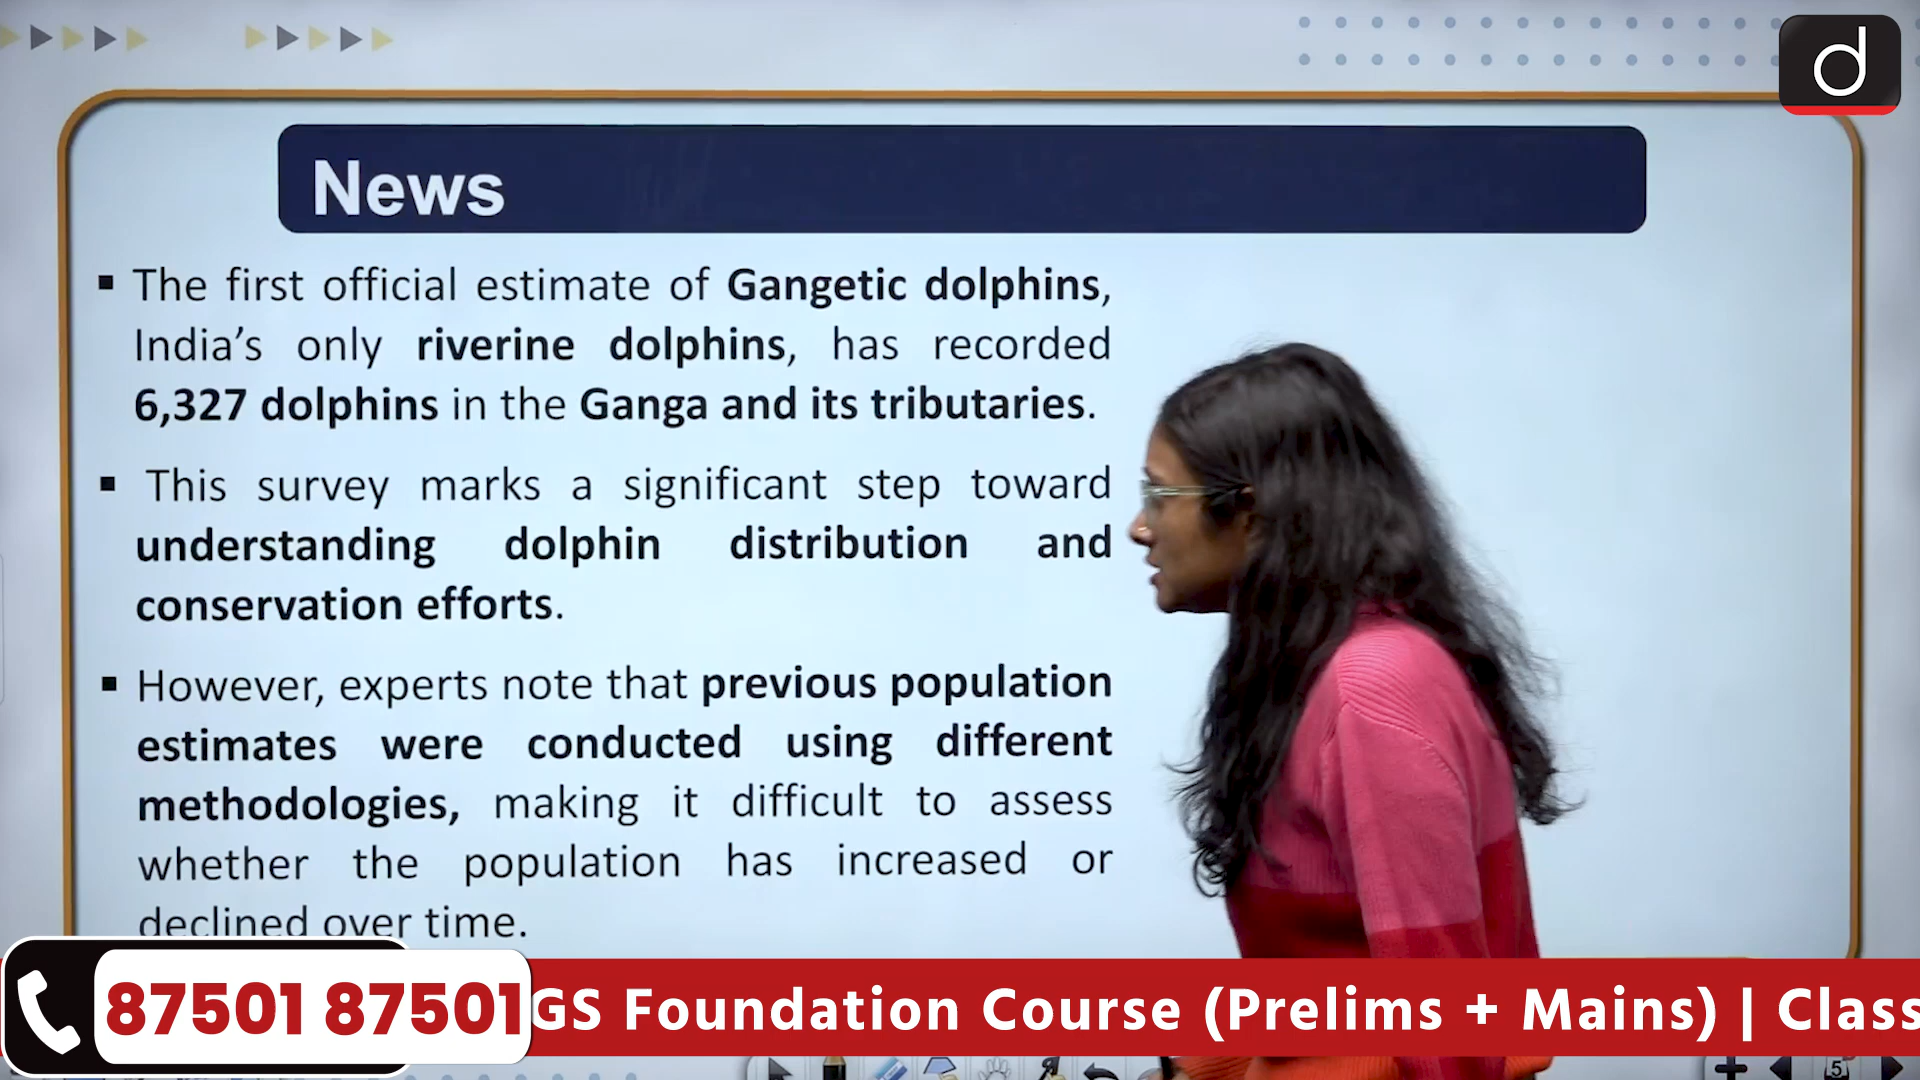 d
News
▪ The first official estimate of Gangetic dolphins,
India's only riverine dolphins, has recorded
6,327 dolphins in the Ganga and its tributaries.
▪ This survey marks a significant step toward
understanding dolphin distribution and
conservation efforts.
▪ However, experts note that previous population
estimates were conducted using different
methodologies, making it difficult to assess
whether the population has increased or
declined over time.
87501 87501
GS Foundation Course (Prelims + Mains) | Class
5